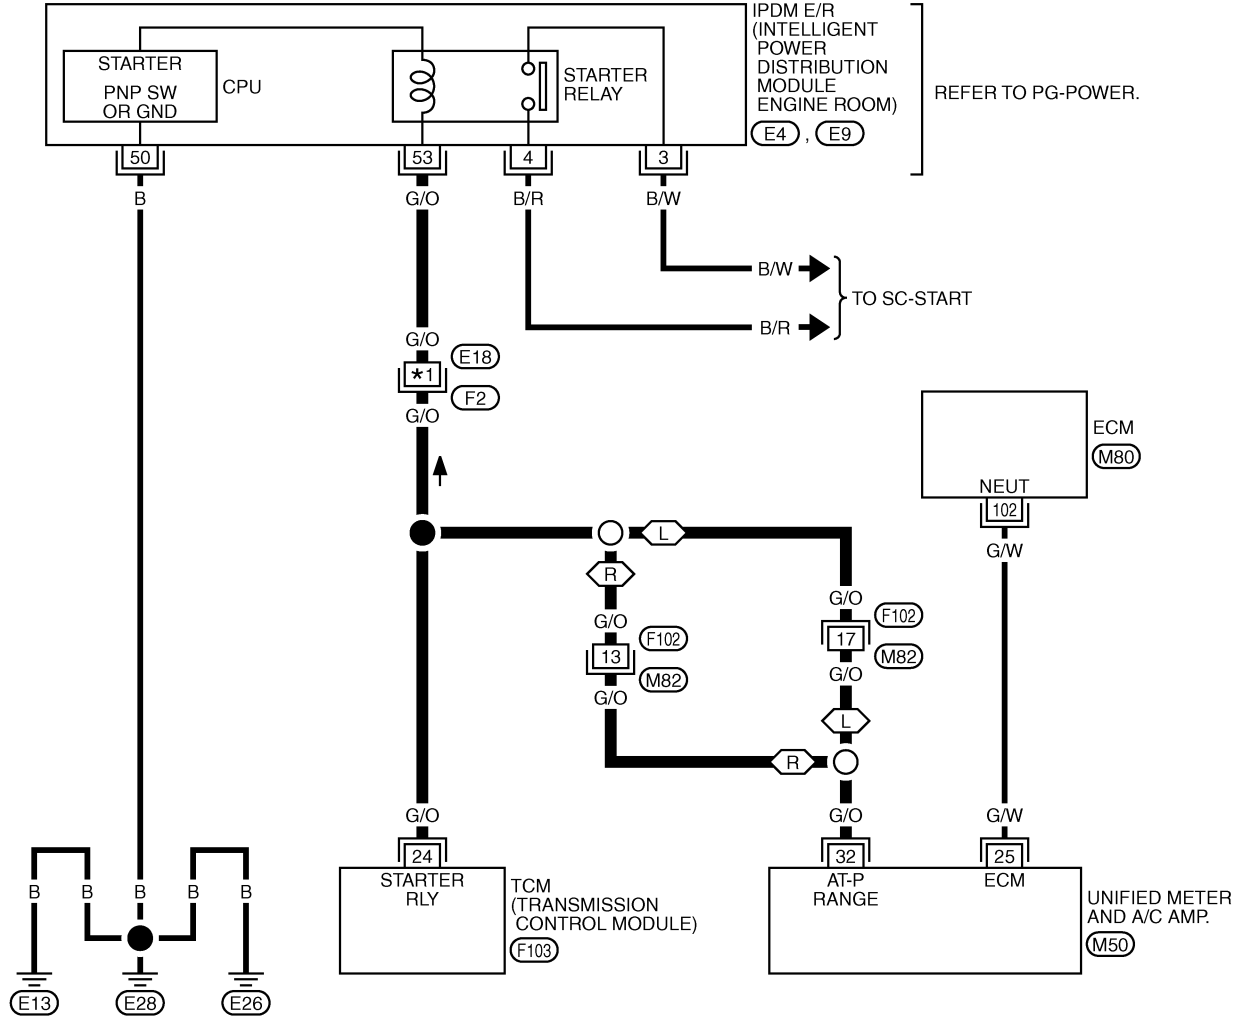 IPDM E/R
(INTELLIGENT
POWER
DISTRIBUTION
MODULE
ENGINE ROOM)
E4 , E9
REFER TO PG-POWER.
STARTER
PNP SW
OR GND
CPU
STARTER
RELAY
50
53
4
3
B
G/O
B/R
B/W
B/W
TO SC-START
B/R
G/O
E18
*1
F2
G/O
ECM
M80
NEUT
102
G/W
L
R
G/O
F102
17
M82
G/O
G/O
F102
13
M82
G/O
L
R
G/O
G/O
G/W
24
32
25
STARTER
RLY
TCM
(TRANSMISSION
CONTROL MODULE)
F103
AT-P
RANGE
ECM
UNIFIED METER
AND A/C AMP.
M50
B
B
B
B
B
E13
E28
E26